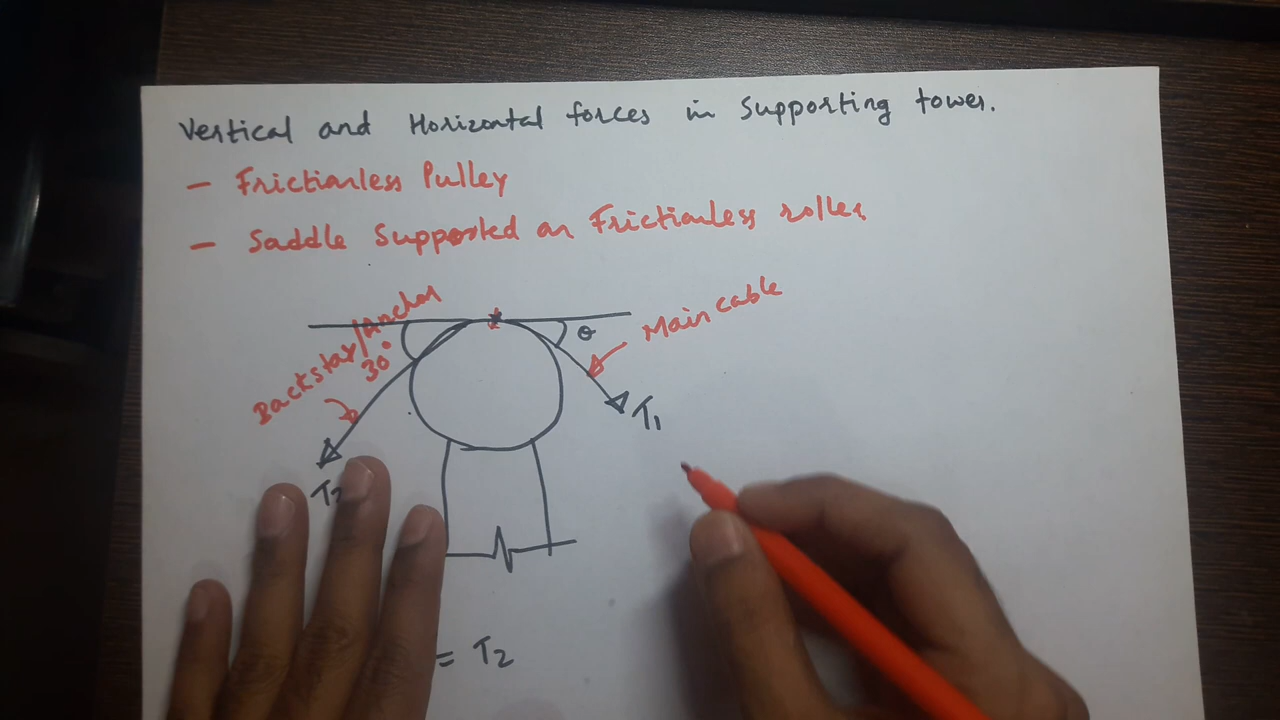 Vertical and Horizontal forces in Supporting tower.
- Frictionless Pulley
- Saddle Supported on Frictionless roller
Backstay/Anchor
30°
θ
Main cable
T1
T2
= T2